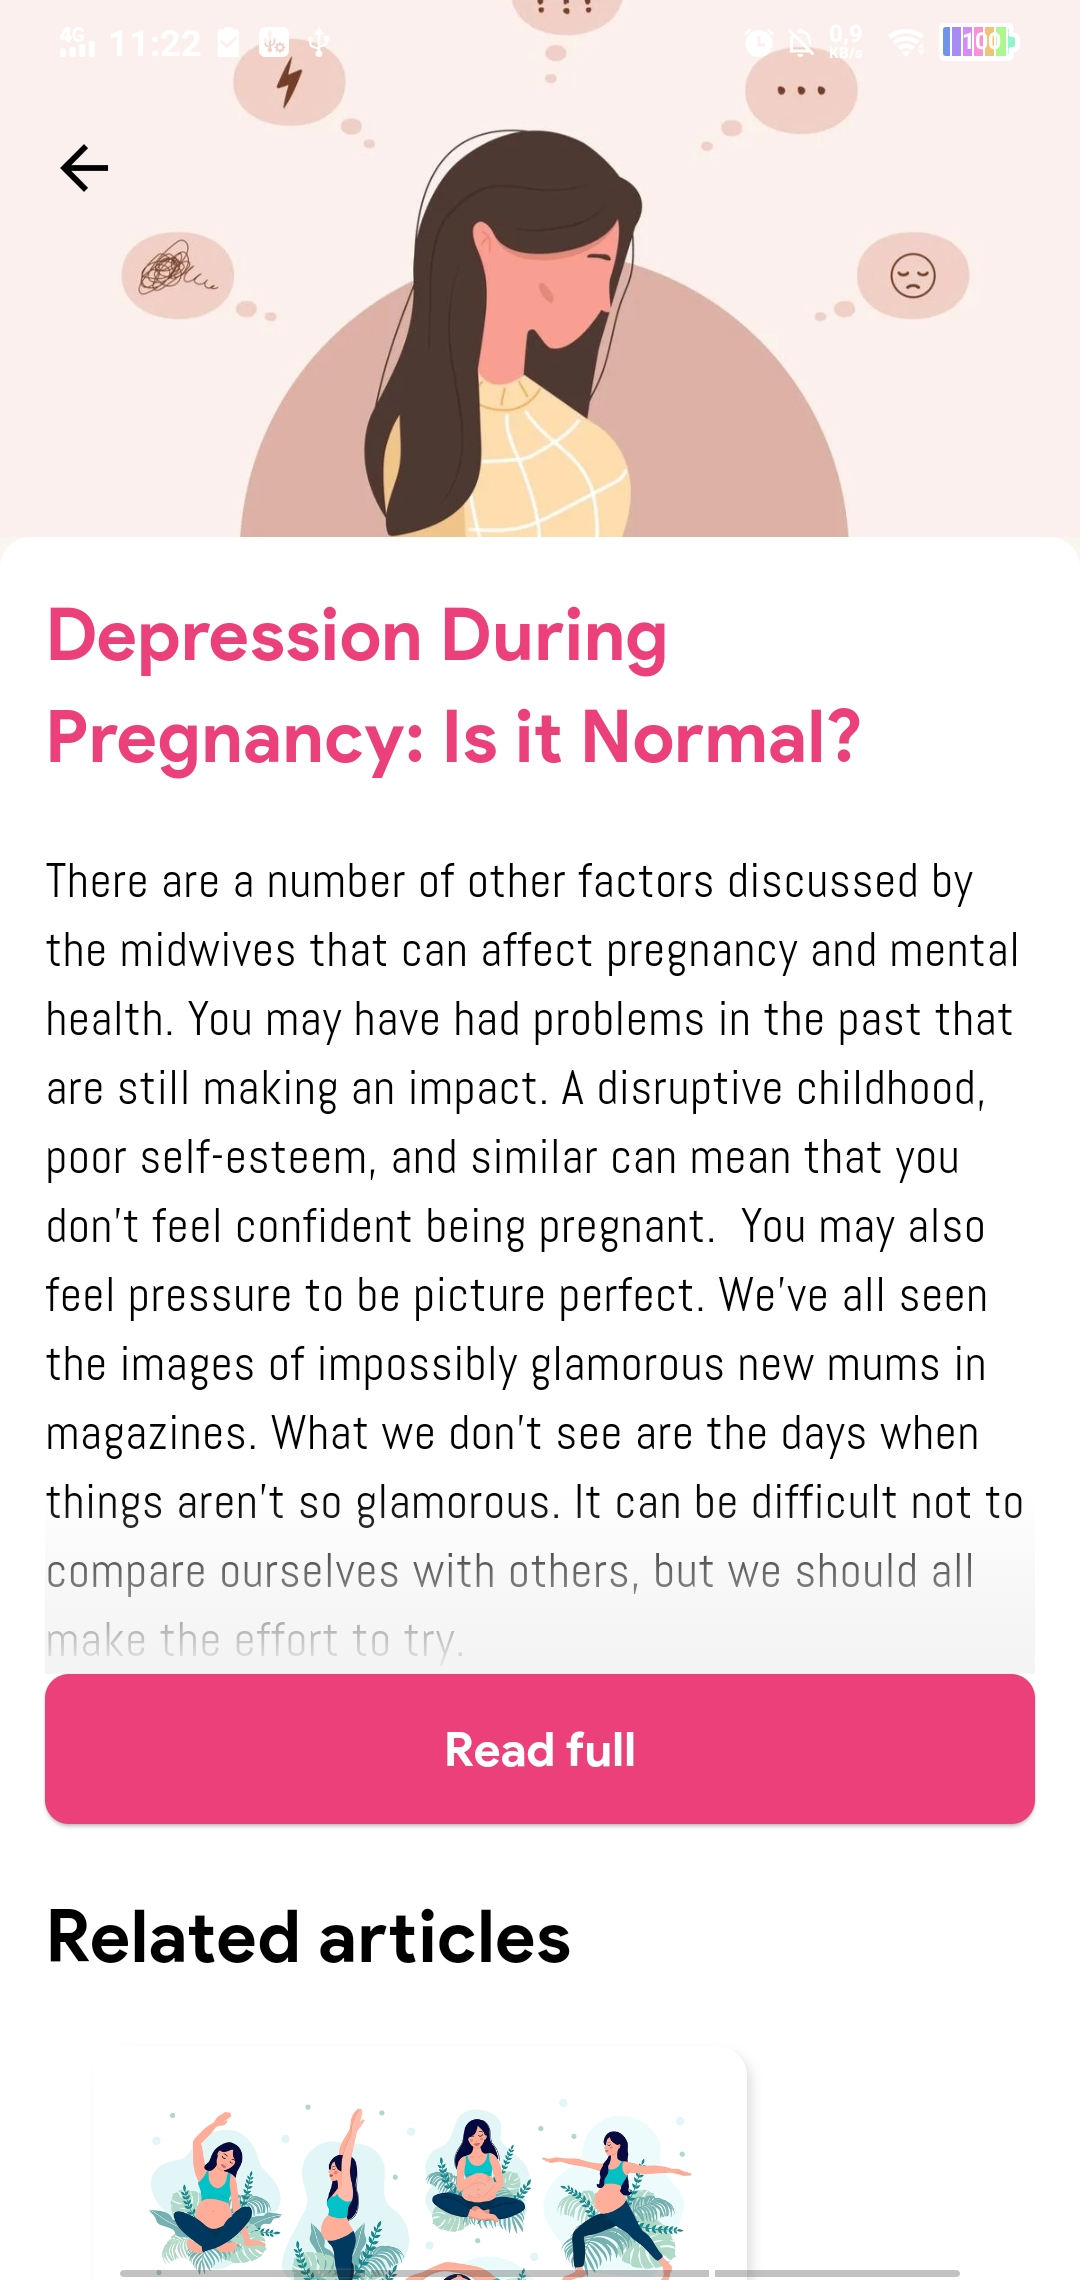 4G 11:22 0,9 KB/s 100
Depression During
Pregnancy: Is it Normal?
There are a number of other factors discussed by
the midwives that can affect pregnancy and mental
health. You may have had problems in the past that
are still making an impact. A disruptive childhood,
poor self-esteem, and similar can mean that you
don't feel confident being pregnant.  You may also
feel pressure to be picture perfect. We've all seen
the images of impossibly glamorous new mums in
magazines. What we don't see are the days when
things aren't so glamorous. It can be difficult not to
compare ourselves with others, but we should all
make the effort to try.
Read full
Related articles